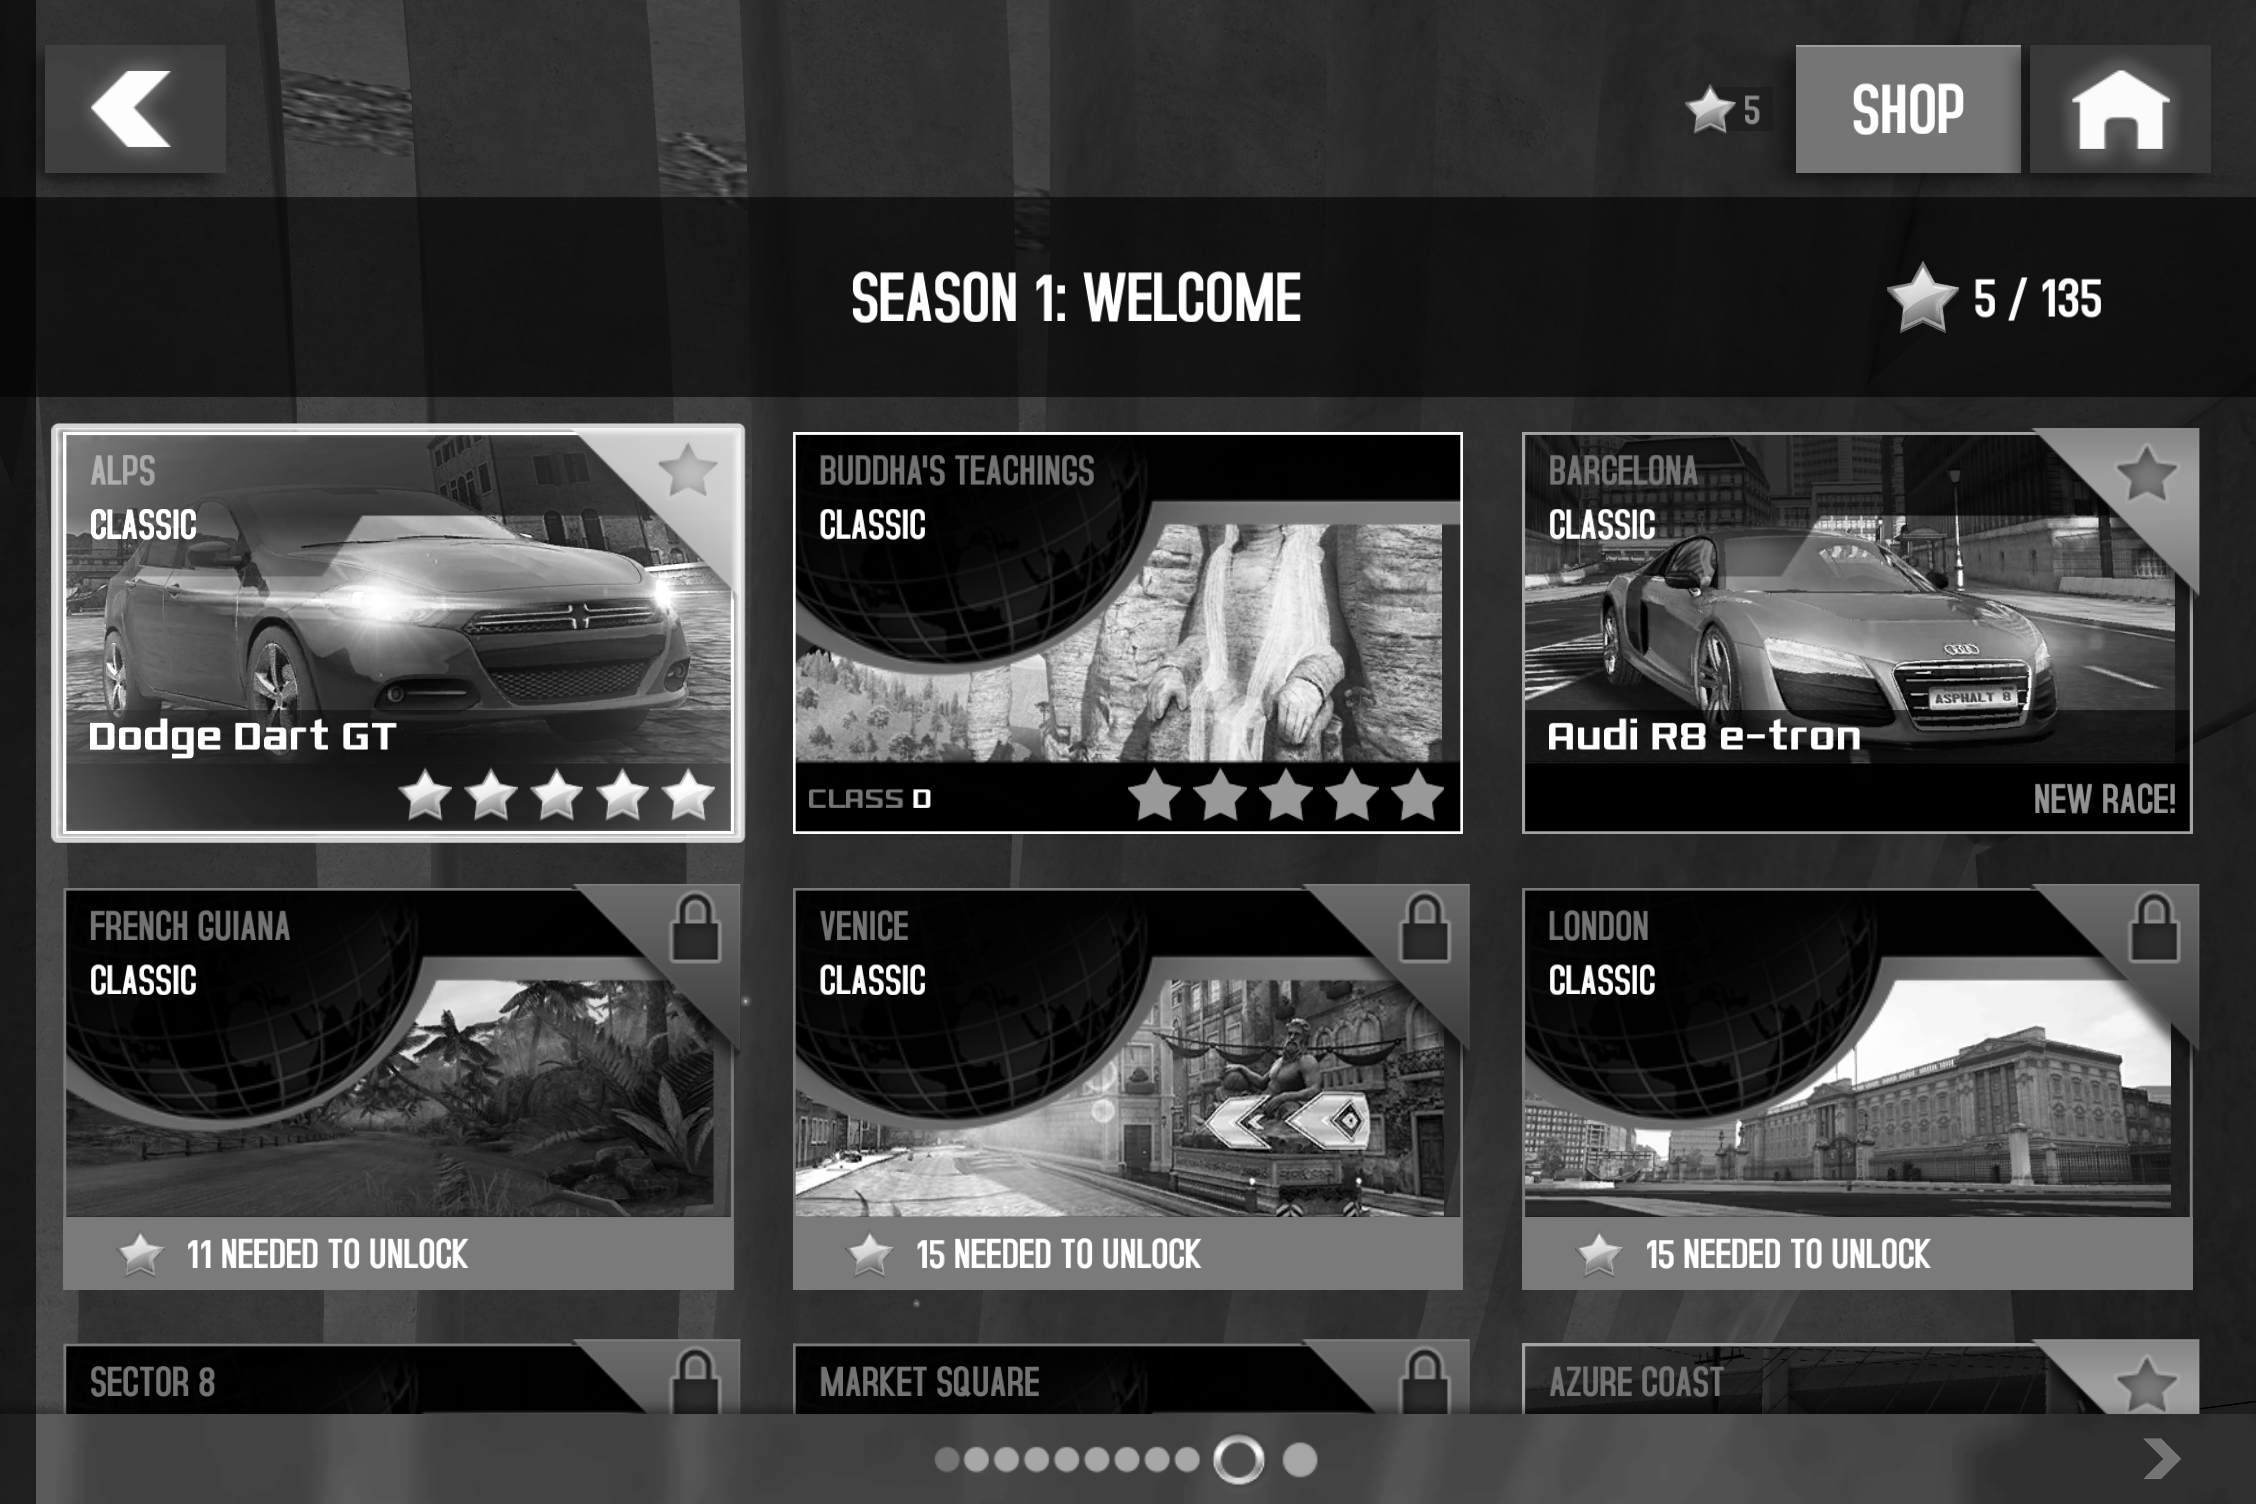 5
SHOP
SEASON 1: WELCOME
5 / 135
ALPS
CLASSIC
Dodge Dart GT
BUDDHA'S TEACHINGS
CLASSIC
CLASS D
BARCELONA
CLASSIC
ASPHALT 8
Audi R8 e-tron
NEW RACE!
FRENCH GUIANA
CLASSIC
11 NEEDED TO UNLOCK
VENICE
CLASSIC
15 NEEDED TO UNLOCK
LONDON
CLASSIC
15 NEEDED TO UNLOCK
SECTOR 8
MARKET SQUARE
AZURE COAST